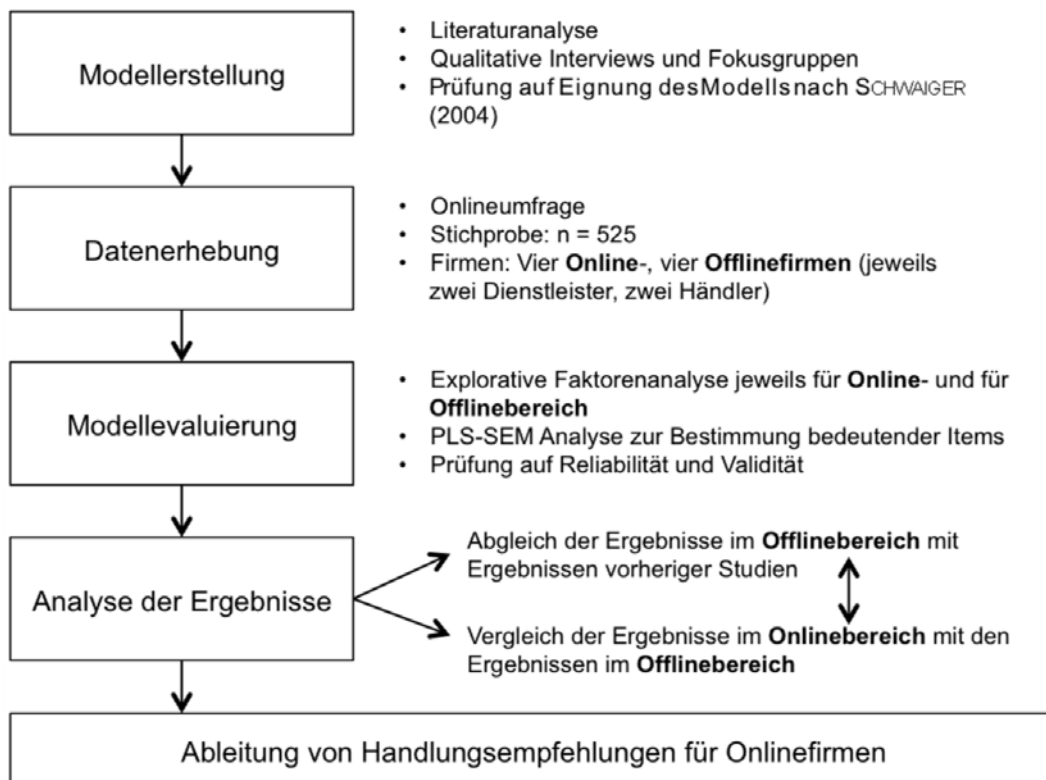 Modellerstellung
• Literaturanalyse
• Qualitative Interviews und Fokusgruppen
• Prüfung auf Eignung des Modells nach SCHWAIGER
(2004)
Datenerhebung
• Onlineumfrage
• Stichprobe: n = 525
• Firmen: Vier Online-, vier Offlinefirmen (jeweils
zwei Dienstleister, zwei Händler)
Modellevaluierung
• Explorative Faktorenanalyse jeweils für Online- und für
Offlinebereich
• PLS-SEM Analyse zur Bestimmung bedeutender Items
• Prüfung auf Reliabilität und Validität
Analyse der Ergebnisse
Abgleich der Ergebnisse im Offlinebereich mit
Ergebnissen vorheriger Studien
Vergleich der Ergebnisse im Onlinebereich mit den
Ergebnissen im Offlinebereich
Ableitung von Handlungsempfehlungen für Onlinefirmen